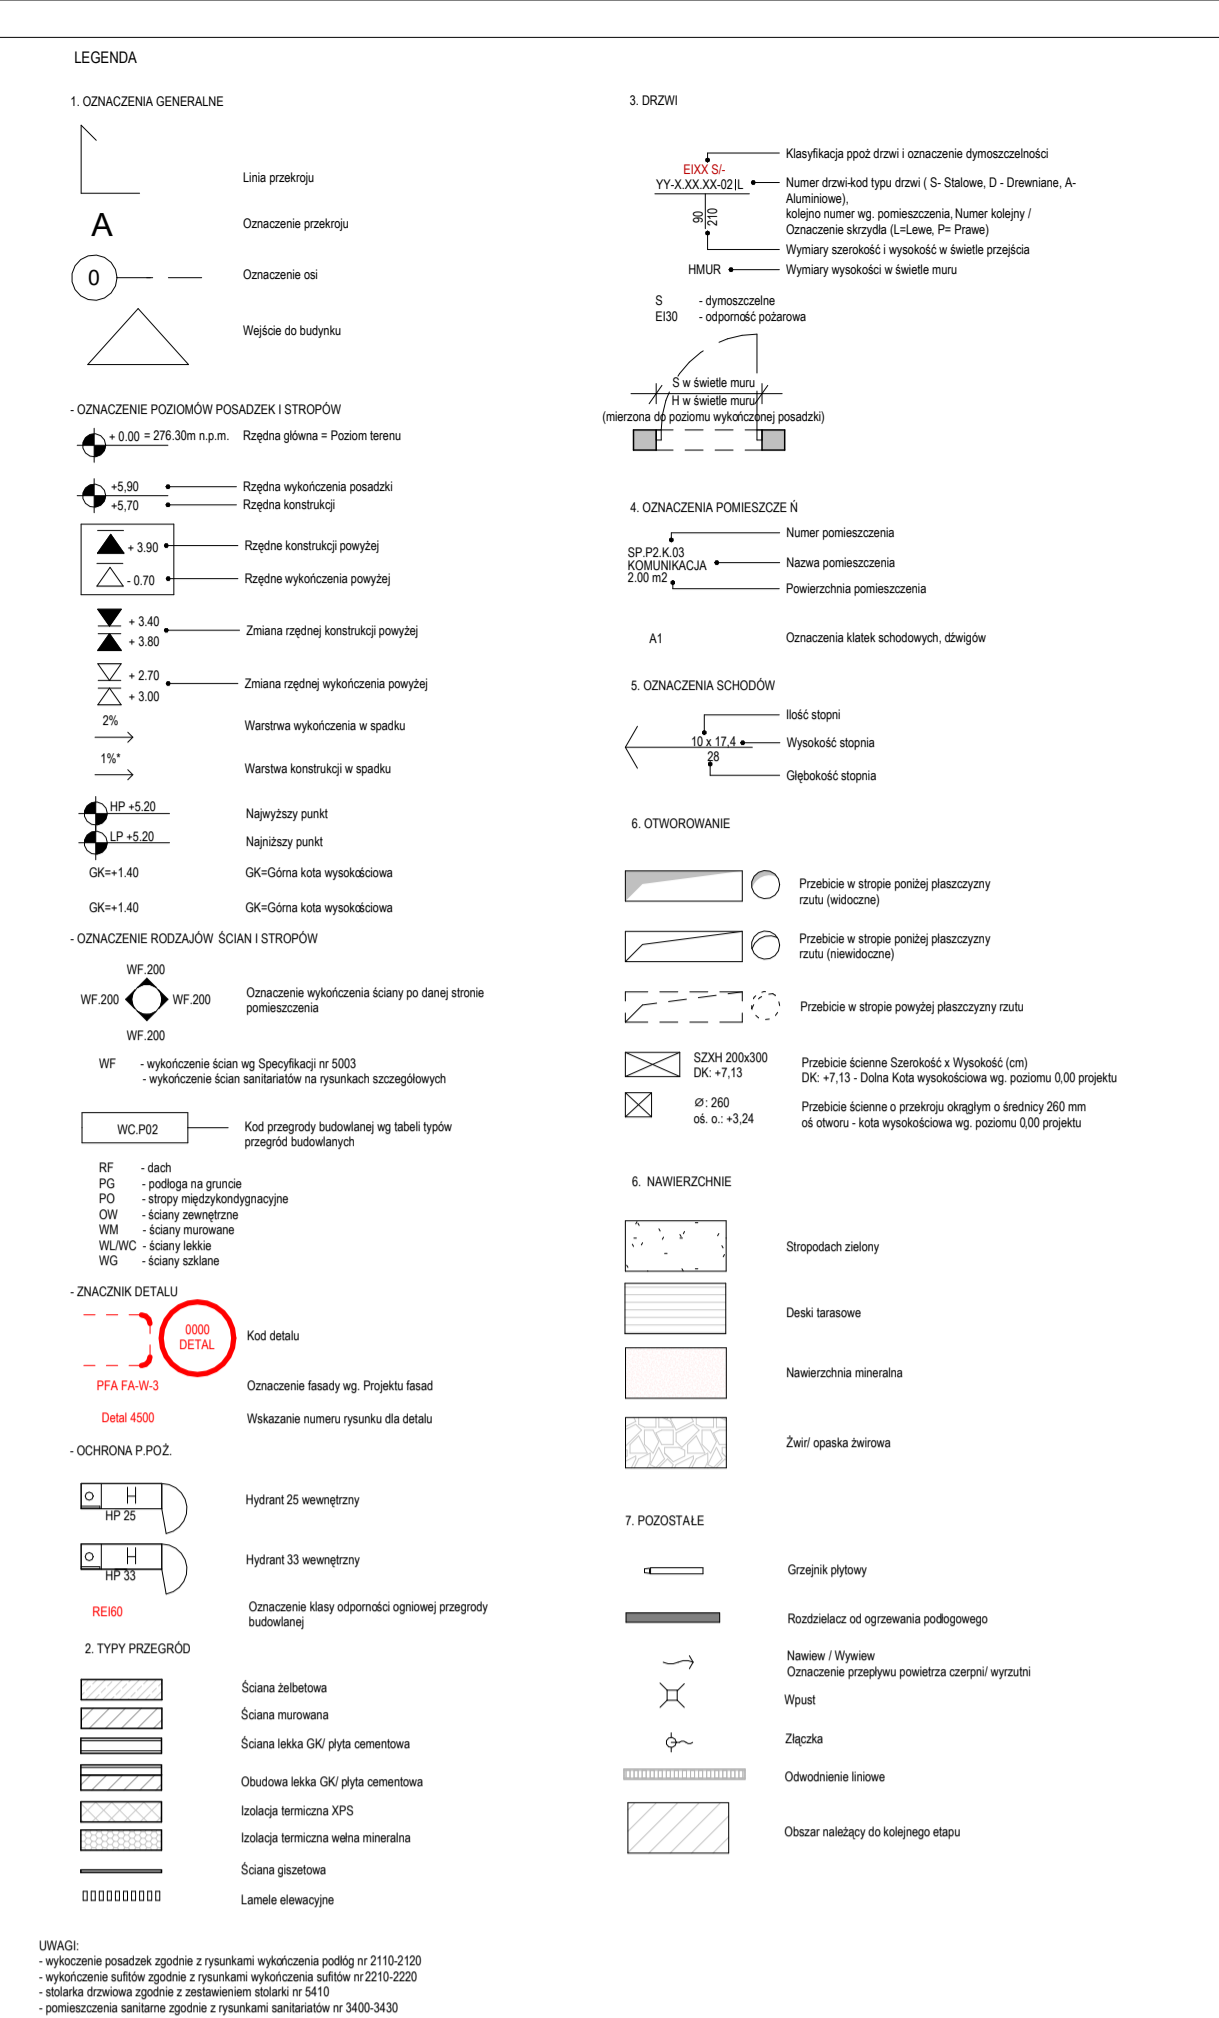 LEGENDA
1. OZNACZENIA GENERALNE
Linia przekroju
A
Oznaczenie przekroju
0
Oznaczenie osi
Wejście do budynku
- OZNACZENIE POZIOMÓW POSADZEK I STROPÓW
+ 0.00 = 276.30m n.p.m. Rzędna główna = Poziom terenu
+5,90 Rzędna wykończenia posadzki
+5,70 Rzędna konstrukcji
+ 3.90 Rzędne konstrukcji powyżej
- 0.70 Rzędne wykończenia powyżej
+ 3.40
+ 3.80
Zmiana rzędnej konstrukcji powyżej
+ 2.70
+ 3.00
Zmiana rzędnej wykończenia powyżej
2%
Warstrwa wykończenia w spadku
1%*
Warstwa konstrukcji w spadku
HP +5.20 Najwyższy punkt
LP +5.20 Najniższy punkt
GK=+1.40 GK=Górna kota wysokościowa
GK=+1.40 GK=Górna kota wysokościowa
- OZNACZENIE RODZAJÓW ŚCIAN I STROPÓW
WF.200
WF.200 WF.200
WF.200
Oznaczenie wykończenia ściany po danej stronie
pomieszczenia
WF - wykończenie ścian wg Specyfikacji nr 5003
- wykończenie ścian sanitariatów na rysunkach szczegółowych
WC.P02
Kod przegrody budowlanej wg tabeli typów
przegród budowlanych
RF - dach
PG - podłoga na gruncie
PO - stropy międzykondygnacyjne
OW - ściany zewnętrzne
WM - ściany murowane
WL/WC - ściany lekkie
WG - ściany szklane
- ZNACZNIK DETALU
0000
DETAL
Kod detalu
PFA FA-W-3 Oznaczenie fasady wg. Projektu fasad
Detal 4500 Wskazanie numeru rysunku dla detalu
- OCHRONA P.POŻ.
H
HP 25
Hydrant 25 wewnętrzny
H
HP 33
Hydrant 33 wewnętrzny
REI60 Oznaczenie klasy odporności ogniowej przegrody
budowlanej
2. TYPY PRZEGRÓD
Ściana żelbetowa
Ściana murowana
Ściana lekka GK/ płyta cementowa
Obudowa lekka GK/ płyta cementowa
Izolacja termiczna XPS
Izolacja termiczna wełna mineralna
Ściana giszetowa
Lamele elewacyjne
UWAGI:
- wykoczenie posadzek zgodnie z rysunkami wykończenia podłóg nr 2110-2120
- wykończenie sufitów zgodnie z rysunkami wykończenia sufitów nr 2210-2220
- stolarka drzwiowa zgodnie z zestawieniem stolarki nr 5410
- pomieszczenia sanitarne zgodnie z rysunkami sanitariatów nr 3400-3430
3. DRZWI
Klasyfikacja ppoż drzwi i oznaczenie dymoszczelności
EIXX S/-
YY-X.XX.XX-02|L
Numer drzwi-kod typu drzwi ( S- Stalowe, D - Drewniane, A-
Aluminiowe),
kolejno numer wg. pomieszczenia, Numer kolejny /
Oznaczenie skrzydła (L=Lewe, P= Prawe)
90
210
Wymiary szerokość i wysokość w świetle przejścia
HMUR Wymiary wysokości w świetle muru
S - dymoszczelne
EI30 - odporność pożarowa
S w świetle muru
H w świetle muru
(mierzona do poziomu wykończonej posadzki)
4. OZNACZENIA POMIESZCZE Ń
Numer pomieszczenia
SP.P2.K.03
KOMUNIKACJA
2.00 m2
Nazwa pomieszczenia
Powierzchnia pomieszczenia
A1 Oznaczenia klatek schodowych, dźwigów
5. OZNACZENIA SCHODÓW
Ilość stopni
10 x 17,4
Wysokość stopnia
28
Głębokość stopnia
6. OTWOROWANIE
Przebicie w stropie poniżej płaszczyzny
rzutu (widoczne)
Przebicie w stropie poniżej płaszczyzny
rzutu (niewidoczne)
Przebicie w stropie powyżej płaszczyzny rzutu
SZXH 200x300 Przebicie ścienne Szerokość x Wysokość (cm)
DK: +7,13 DK: +7,13 - Dolna Kota wysokościowa wg. poziomu 0,00 projektu
∅: 260 Przebicie ścienne o przekroju okrągłym o średnicy 260 mm
oś. o.: +3,24 oś otworu - kota wysokościowa wg. poziomu 0,00 projektu
6. NAWIERZCHNIE
Stropodach zielony
Deski tarasowe
Nawierzchnia mineralna
Żwir/ opaska żwirowa
7. POZOSTAŁE
Grzejnik płytowy
Rozdzielacz od ogrzewania podłogowego
Nawiew / Wywiew
Oznaczenie przepływu powietrza czerpni/ wyrzutni
Wpust
Złączka
Odwodnienie liniowe
Obszar należący do kolejnego etapu